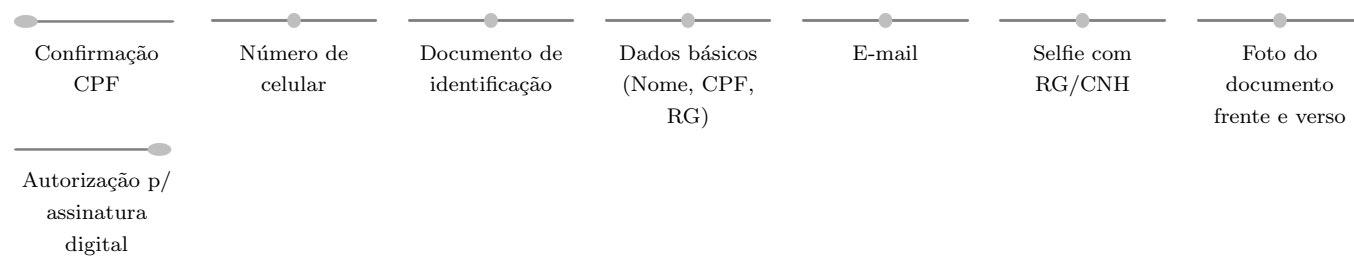 Confirmação
CPF
Número de
celular
Documento de
identificação
Dados básicos
(Nome, CPF,
RG)
E-mail
Selfie com
RG/CNH
Foto do
documento
frente e verso
Autorização p/
assinatura
digital